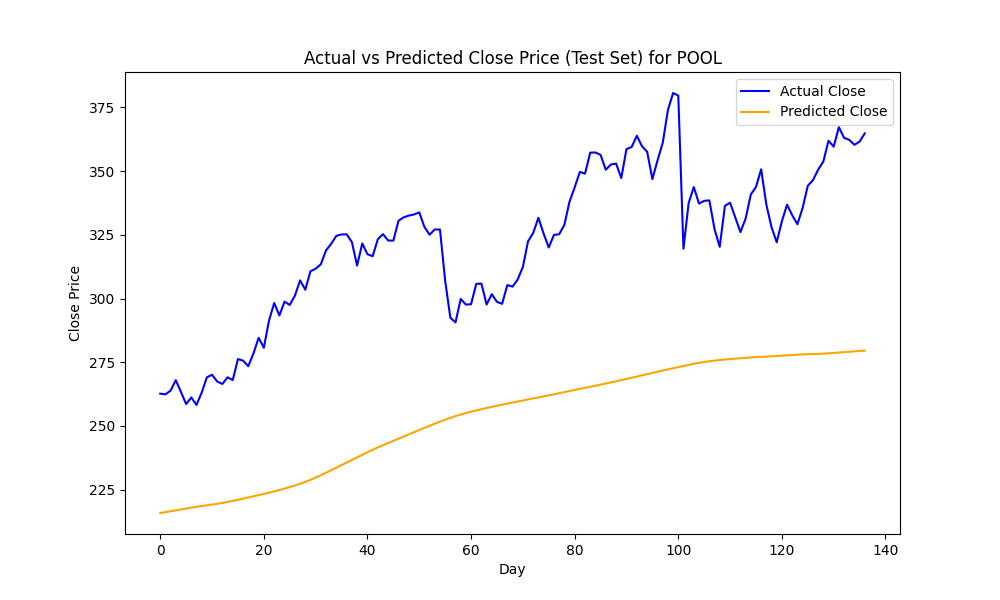 Actual vs Predicted Close Price (Test Set) for POOL
Actual Close
Predicted Close
Close Price
375
350
325
300
275
250
225
0 20 40 60 80 100 120 140
Day